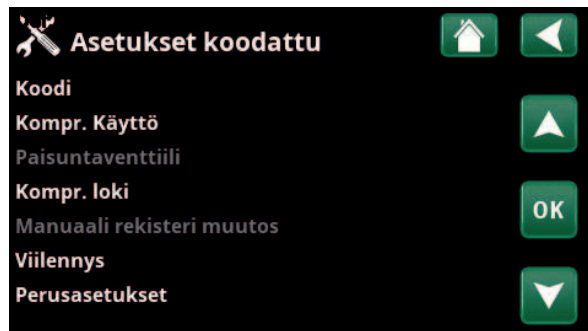 Asetukset koodattu
Koodi
Kompr. Käyttö
Paisuntaventtiili
Kompr. loki
Manuaali rekisteri muutos
OK
Viilennys
Perusasetukset